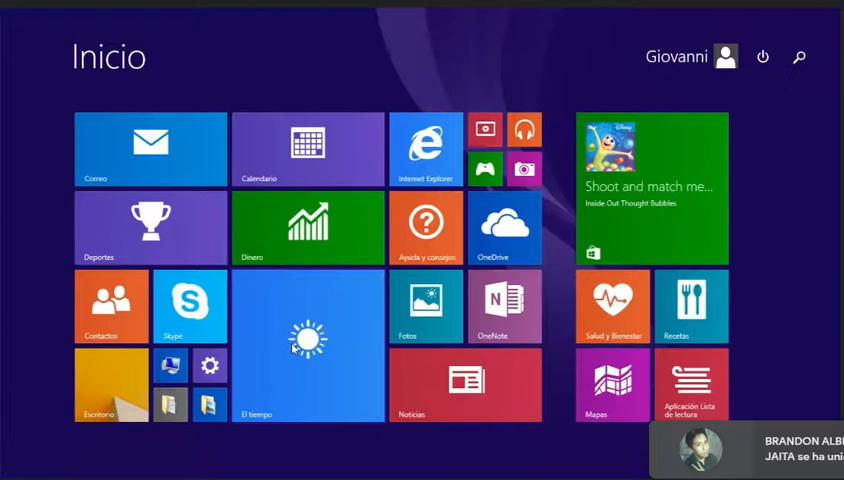 Inicio
Giovanni
Correo
Calendario
Internet Explorer
Shoot and match me...
Inside Out Thought Bubbles
Deportes
Dinero
Ayuda y consejos
OneDrive
Contactos
Skype
El tiempo
Fotos
OneNote
Salud y Bienestar
Recetas
Escritorio
Noticias
Mapas
Aplicación Lista
de lectura
BRANDON ALB
JAITA se ha uni